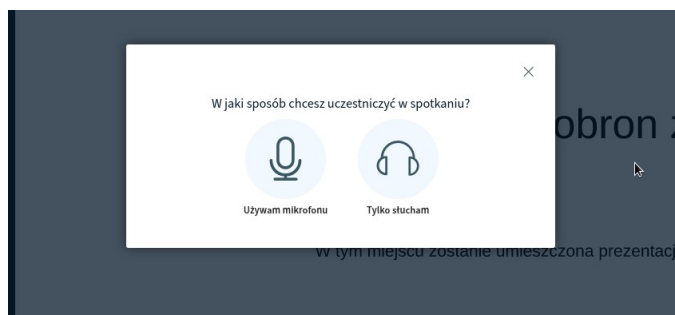 W jaki sposób chcesz uczestniczyć w spotkaniu?
obron z
Używam mikrofonu Tylko słucham
W tym miejscu zostanie umieszczona prezentacj